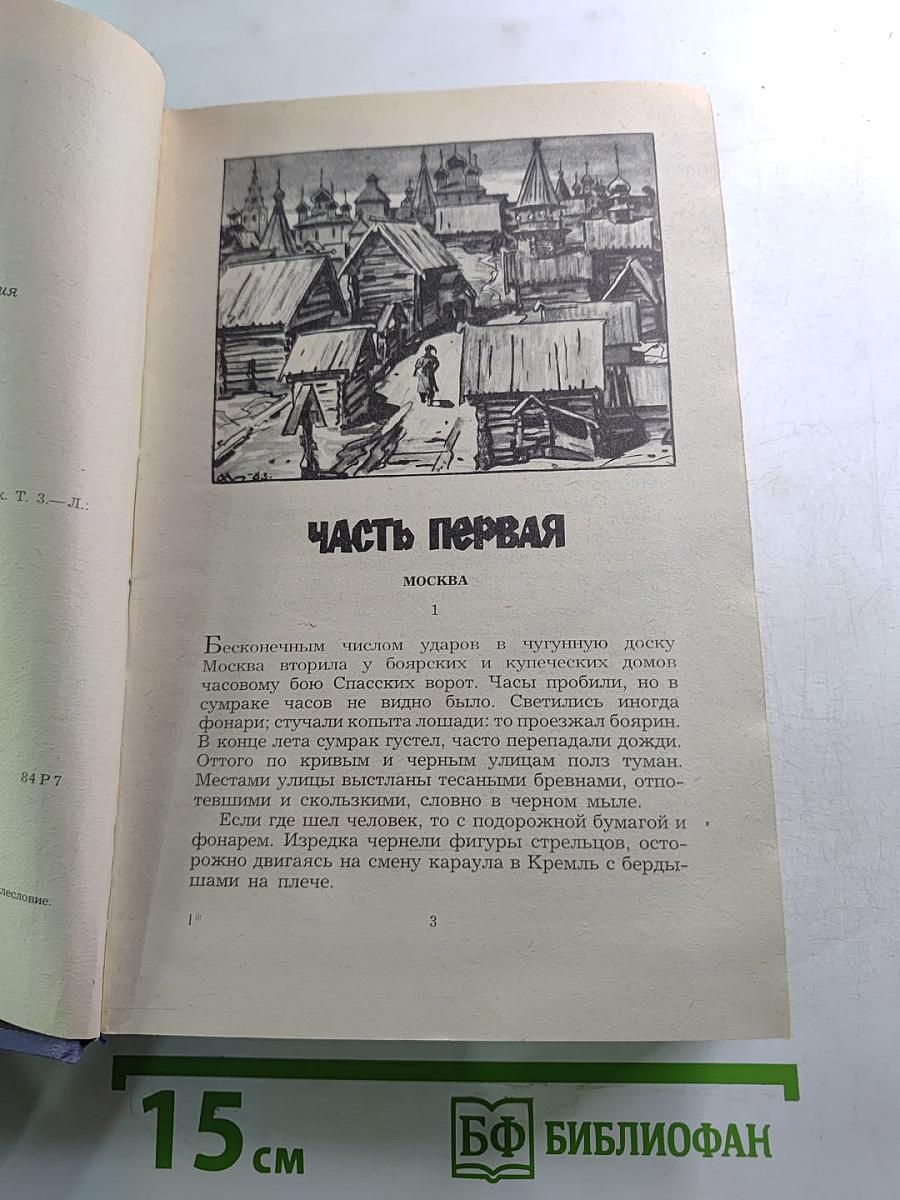 ия
к. Т. 3.—Л.:
84 Р 7
лесловие.
-83.
ЧАСТЬ ПЕРВАЯ
МОСКВА
1
Бесконечным числом ударов в чугунную доску
Москва вторила у боярских и купеческих домов
часовому бою Спасских ворот. Часы пробили, но в
сумраке часов не видно было. Светились иногда
фонари; стучали копыта лошади: то проезжал боярин.
В конце лета сумрак густел, часто перепадали дожди.
Оттого по кривым и черным улицам полз туман.
Местами улицы выстланы тесаными бревнами, отпо-
тевшими и скользкими, словно в черном мыле.
Если где шел человек, то с подорожной бумагой и
фонарем. Изредка чернели фигуры стрельцов, осто-
рожно двигаясь на смену караула в Кремль с берды-
шами на плече.
1*
3
15 см
БФ БИБЛИОФАН